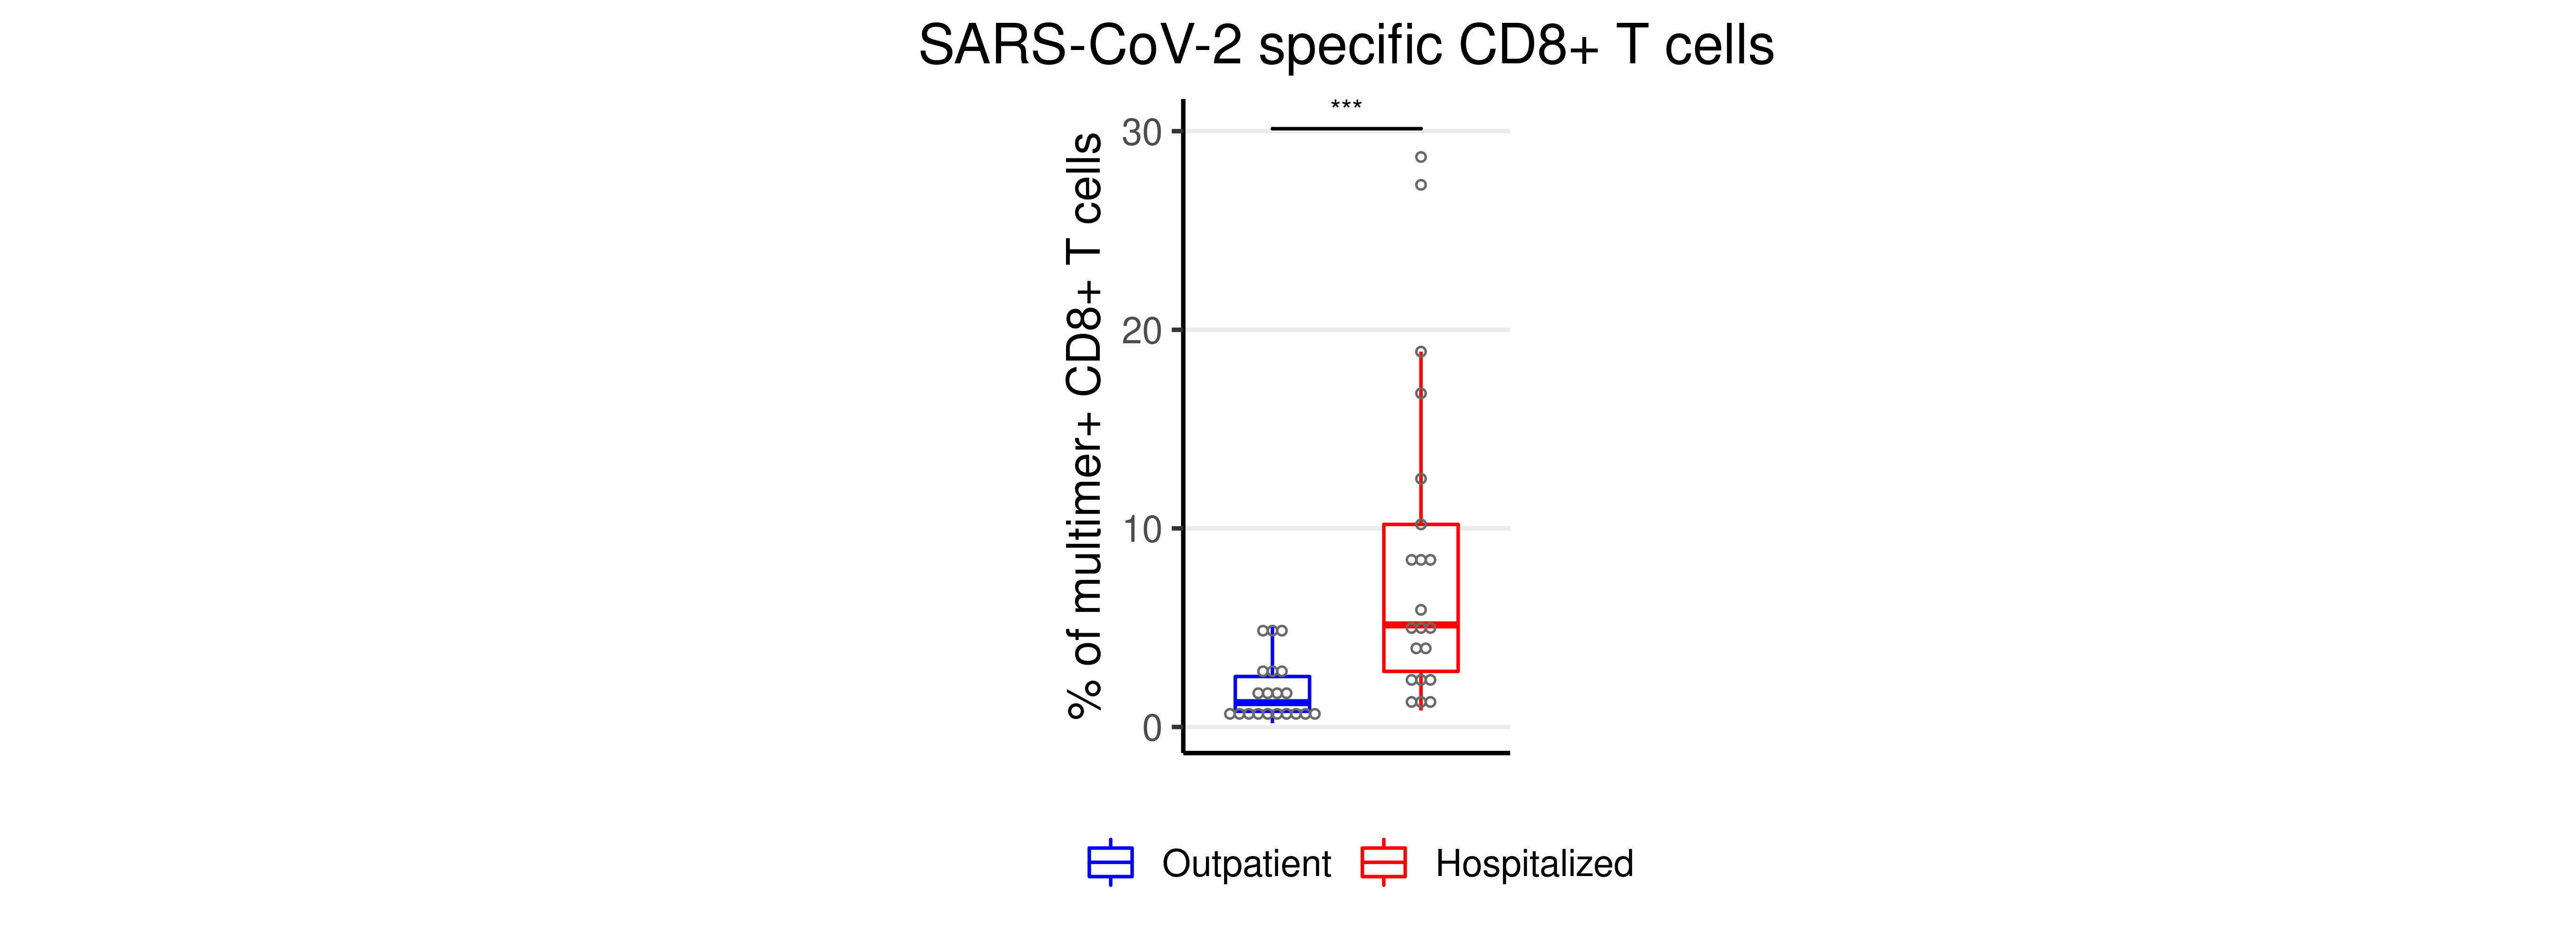 SARS-CoV-2 specific CD8+ T cells
***
% of multimer+ CD8+ T cells
30
20
10
0
Outpatient
Hospitalized